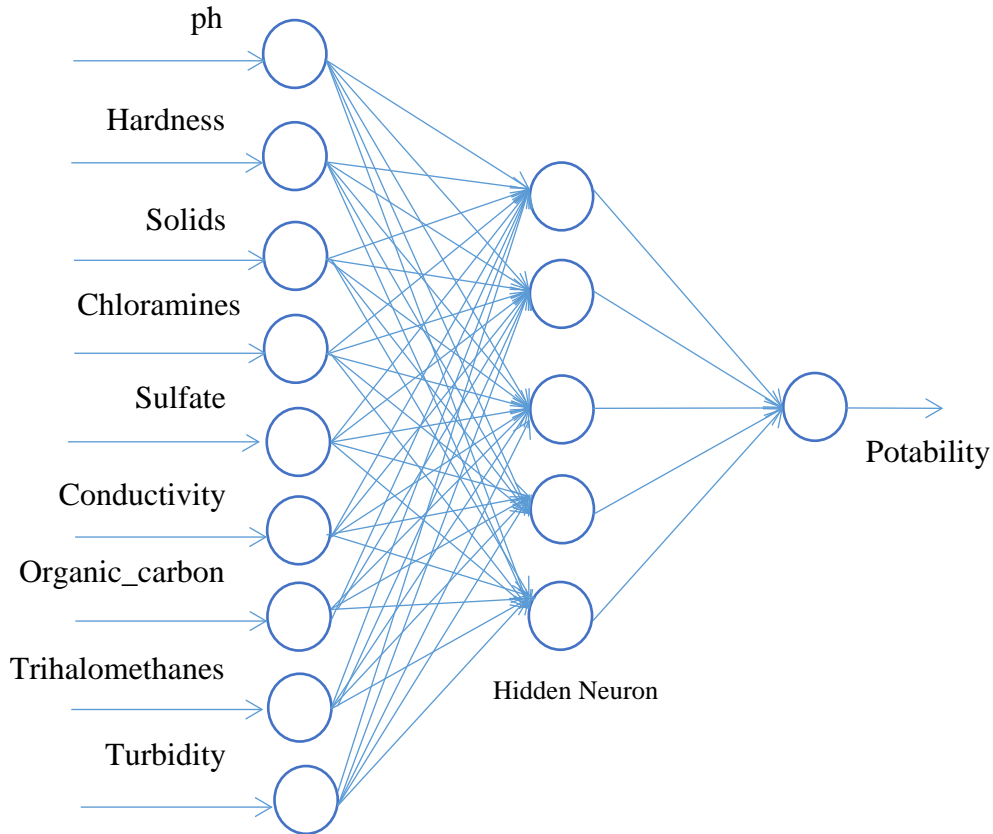 ph
Hardness
Solids
Chloramines
Sulfate
Conductivity
Organic_carbon
Trihalomethanes
Turbidity
Hidden Neuron
Potability